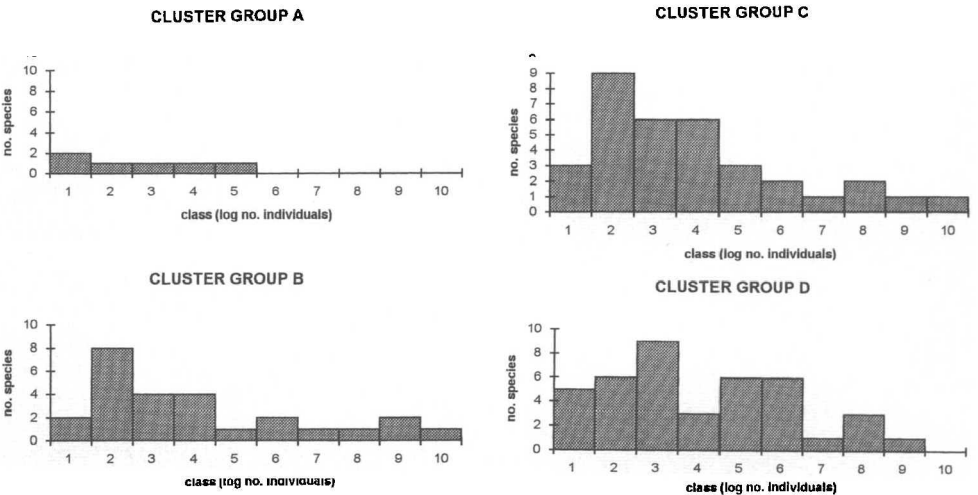 CLUSTER GROUP A
10
8
6
4
2
0
no. species
1 2 3 4 5 6 7 8 9 10
class (log no. individuals)
CLUSTER GROUP C
9
8
7
6
5
4
3
2
1
0
no. species
1 2 3 4 5 6 7 8 9 10
class (log no. individuals)
CLUSTER GROUP B
10
8
6
4
2
0
no. species
1 2 3 4 5 6 7 8 9 10
class (log no. individuals)
CLUSTER GROUP D
10
8
6
4
2
0
no. species
1 2 3 4 5 6 7 8 9 10
class (log no. individuals)